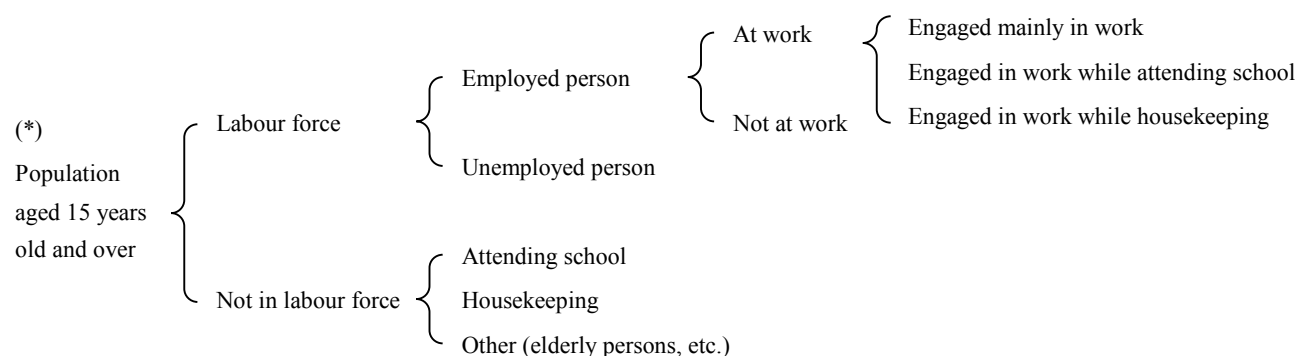 (*)
Population
aged 15 years
old and over
Labour force
Not in labour force
Employed person
Unemployed person
Attending school
Housekeeping
Other (elderly persons, etc.)
At work
Not at work
Engaged mainly in work
Engaged in work while attending school
Engaged in work while housekeeping